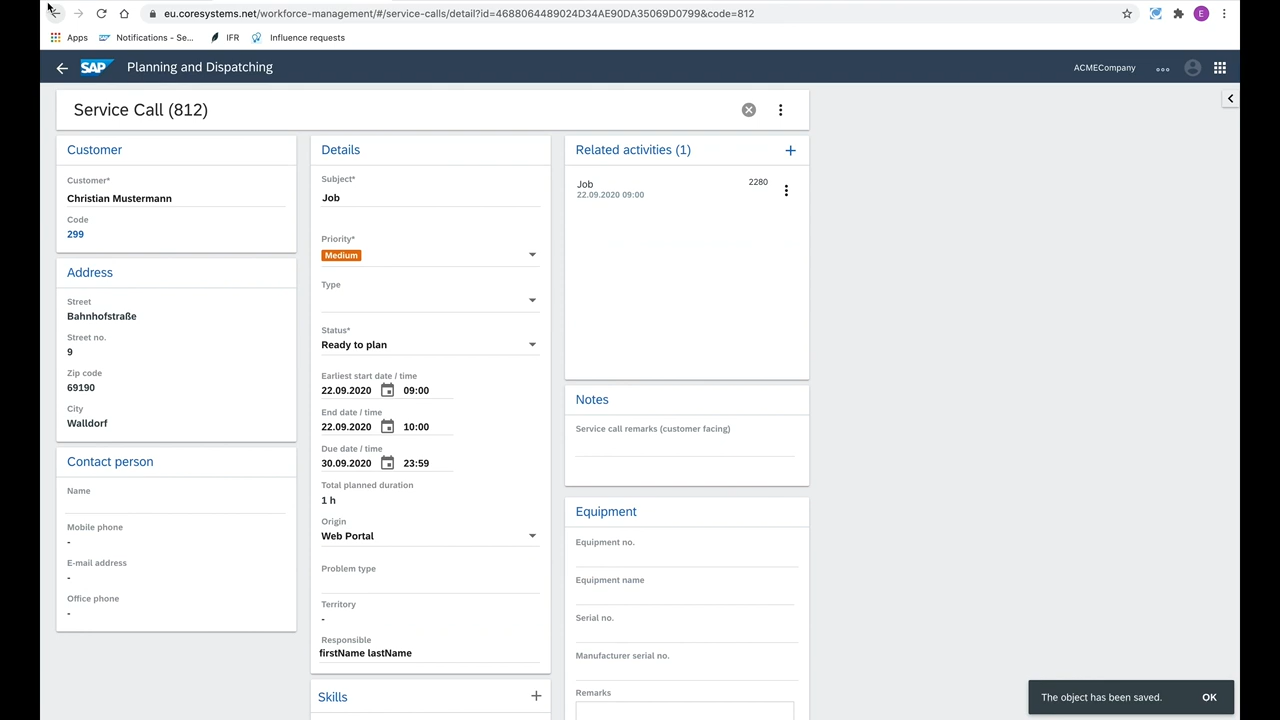 eu.coresystems.net/workforce-management/#/service-calls/detail?id=4688064489024D34AE90DA35069D0799&code=812
E
Apps
Notifications - Se...
IFR
Influence requests
SAP
Planning and Dispatching
ACMECompany
Service Call (812)
Customer
Customer*
Christian Mustermann
Code
299
Address
Street
Bahnhofstraße
Street no.
9
Zip code
69190
City
Walldorf
Contact person
Name
Mobile phone
-
E-mail address
-
Office phone
-
Details
Subject*
Job
Priority*
Medium
Type
Status*
Ready to plan
Earliest start date / time
22.09.2020 09:00
End date / time
22.09.2020 10:00
Due date / time
30.09.2020 23:59
Total planned duration
1 h
Origin
Web Portal
Problem type
Territory
-
Responsible
firstName lastName
Skills
Related activities (1)
Job 2280
22.09.2020 09:00
Notes
Service call remarks (customer facing)
Equipment
Equipment no.
Equipment name
Serial no.
Manufacturer serial no.
Remarks
The object has been saved. OK